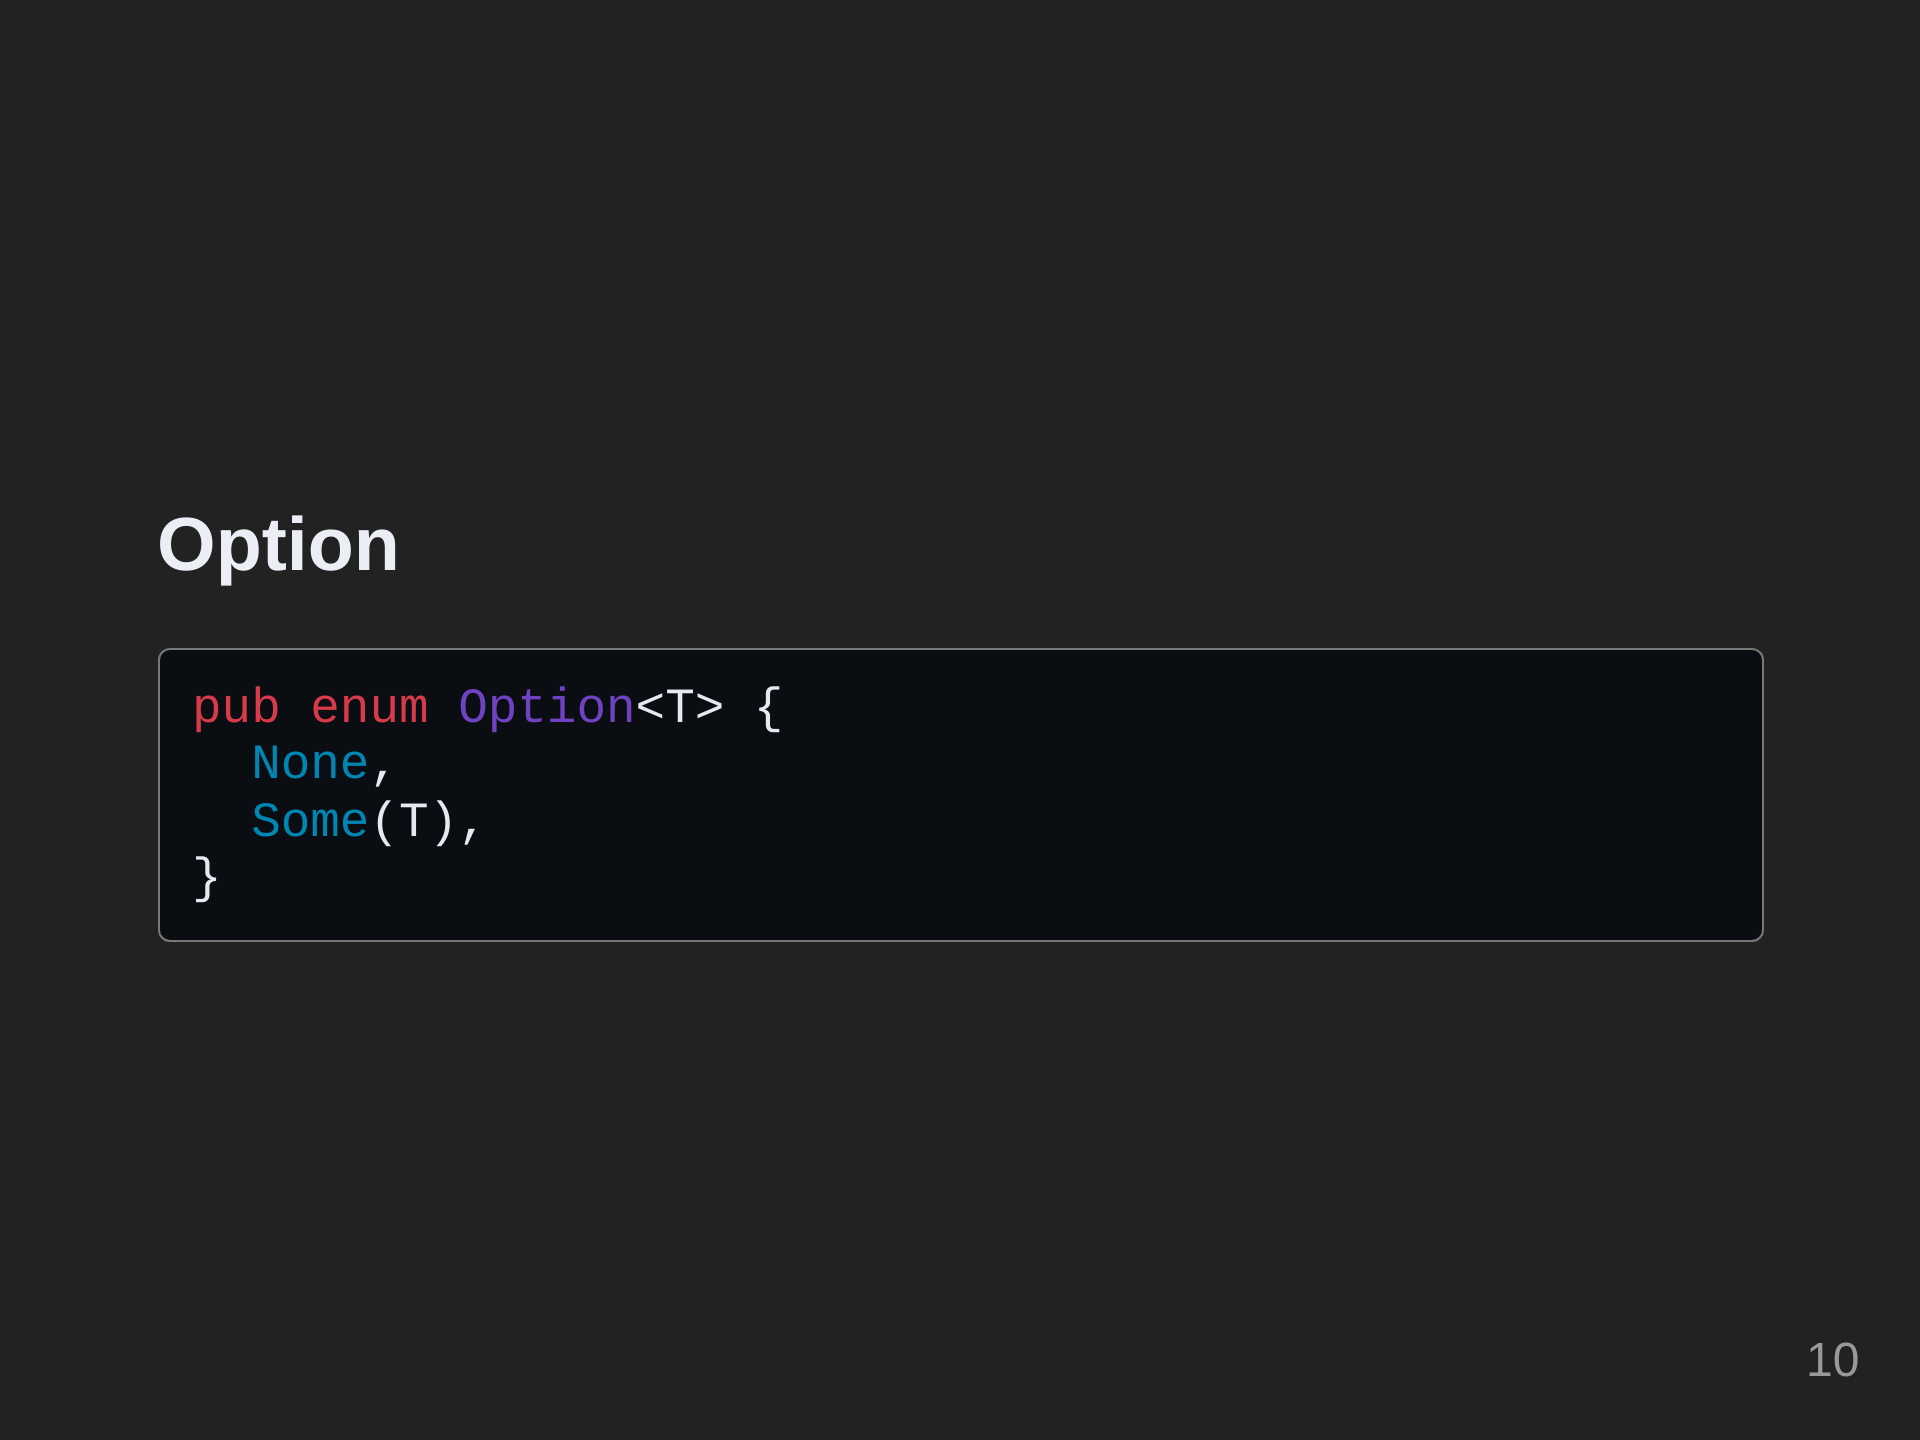 Option
pub enum Option<T> {
  None,
  Some(T),
}
10